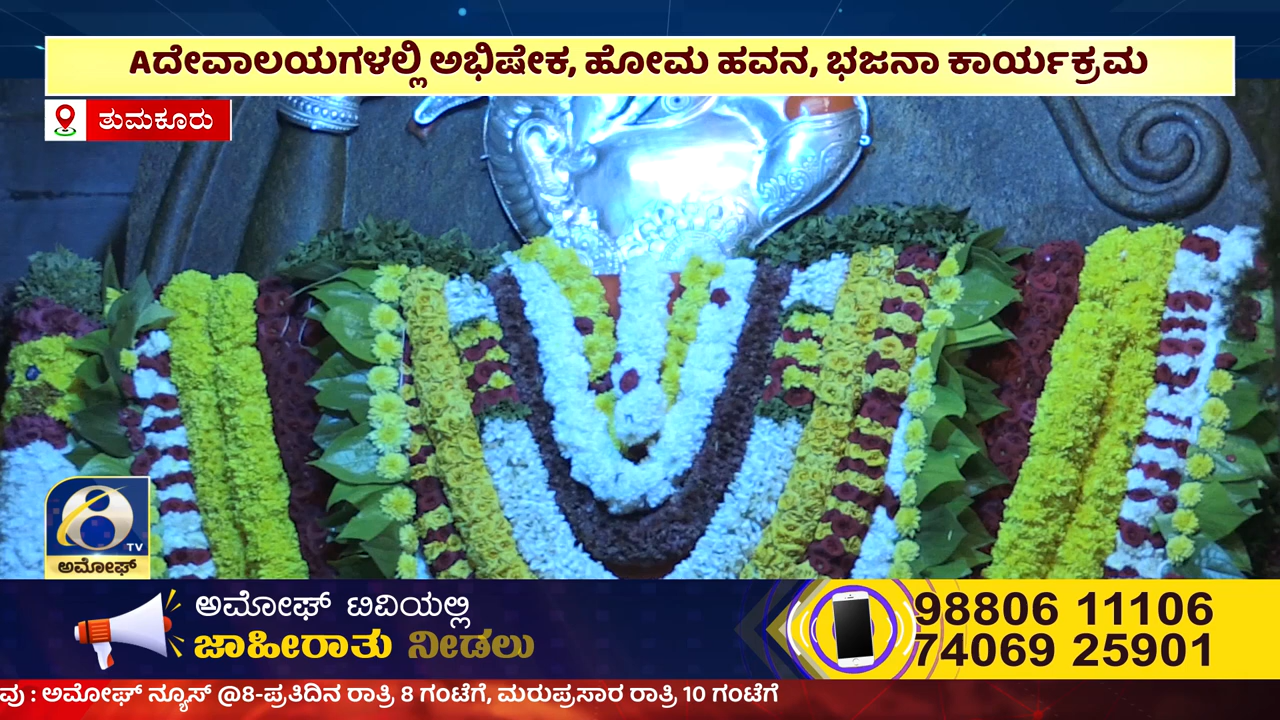 Aದೇವಾಲಯಗಳಲ್ಲಿ ಅಭಿಷೇಕ, ಹೋಮ ಹವನ, ಭಜನಾ ಕಾರ್ಯಕ್ರಮ
ತುಮಕೂರು
8
TV
ಅಮೋಘ್
ಅಮೋಘ್ ಟಿವಿಯಲ್ಲಿ
ಜಾಹೀರಾತು ನೀಡಲು
98806 11106
74069 25901
ವು : ಅಮೋಘ್ ನ್ಯೂಸ್ @8-ಪ್ರತಿದಿನ ರಾತ್ರಿ 8 ಗಂಟೆಗೆ, ಮರುಪ್ರಸಾರ ರಾತ್ರಿ 10 ಗಂಟೆಗೆ